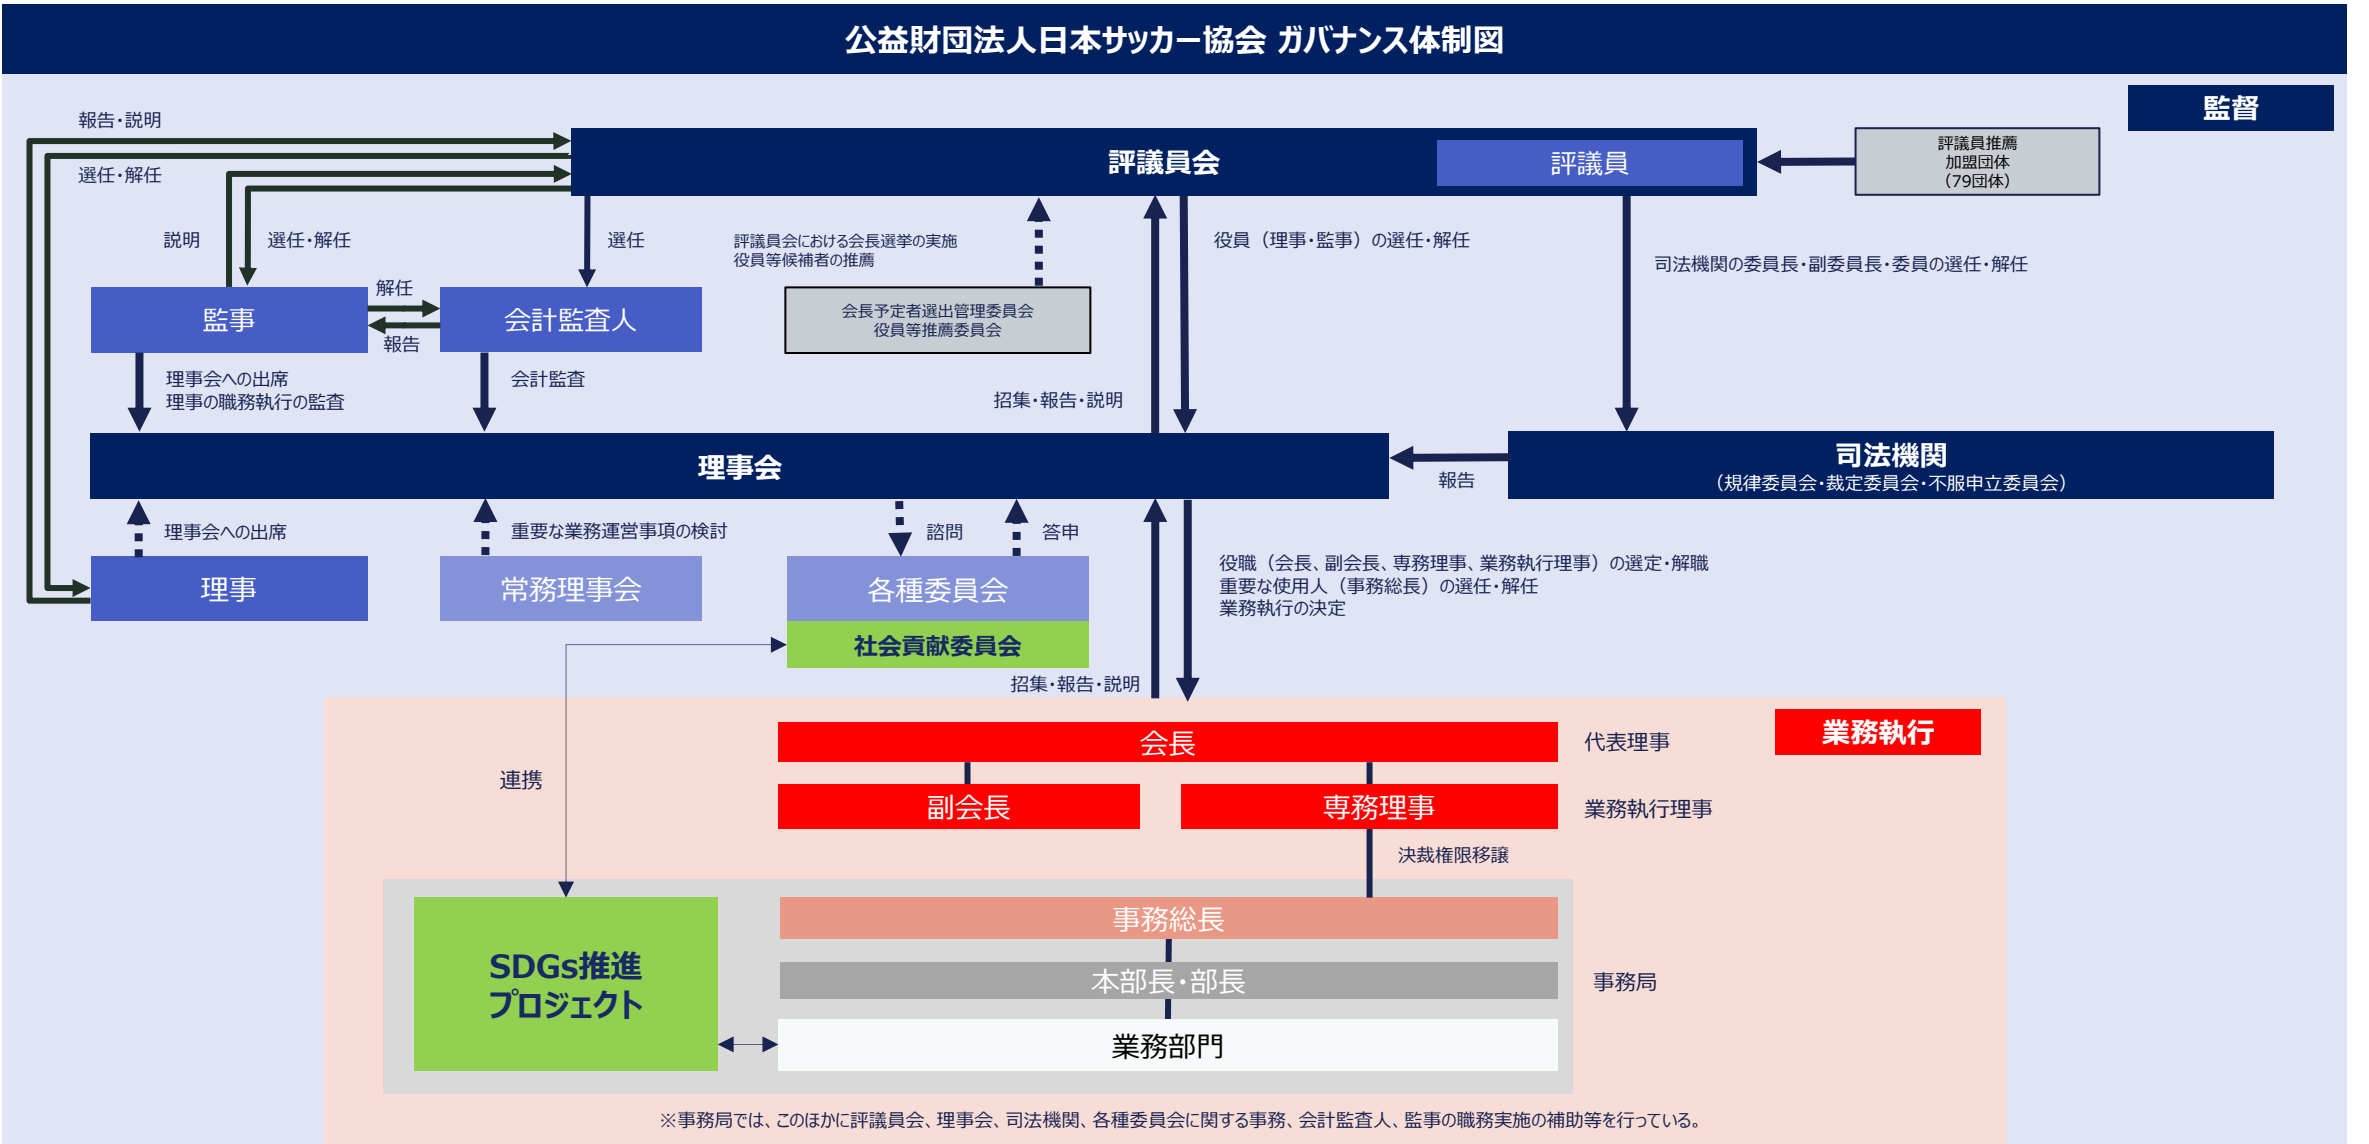 公益財団法人日本サッカー協会 ガバナンス体制図
監督
報告・説明
選任・解任
評議員会
評議員
評議員推薦
加盟団体
（79団体）
説明
選任・解任
選任
評議員会における会長選挙の実施
役員等候補者の推薦
役員（理事・監事）の選任・解任
司法機関の委員長・副委員長・委員の選任・解任
監事
解任
報告
会計監査人
会長予定者選出管理委員会
役員等推薦委員会
理事会への出席
理事の職務執行の監査
会計監査
招集・報告・説明
理事会
報告
司法機関
（規律委員会・裁定委員会・不服申立委員会）
理事会への出席
重要な業務運営事項の検討
諮問
答申
役職（会長、副会長、専務理事、業務執行理事）の選定・解職
重要な使用人（事務総長）の選任・解任
業務執行の決定
理事
常務理事会
各種委員会
社会貢献委員会
招集・報告・説明
業務執行
会長
代表理事
連携
副会長
専務理事
業務執行理事
決裁権限移譲
SDGs推進
プロジェクト
事務総長
本部長・部長
事務局
業務部門
※事務局では、このほかに評議員会、理事会、司法機関、各種委員会に関する事務、会計監査人、監事の職務実施の補助等を行っている。